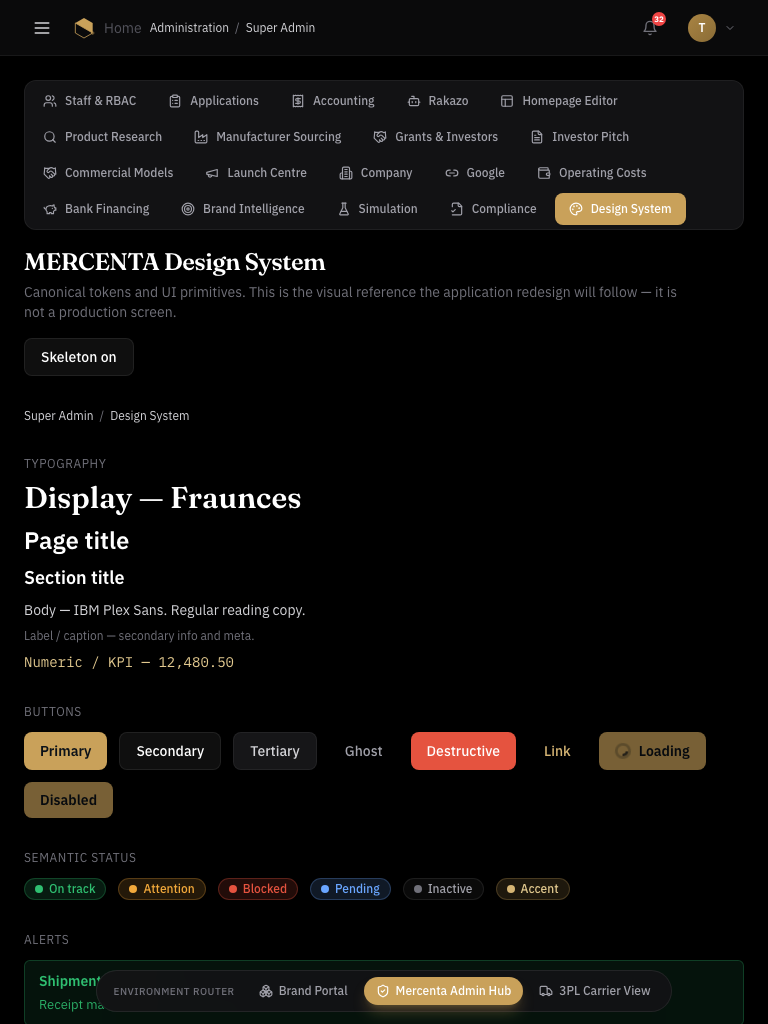 Home Administration / Super Admin
32
T
Staff & RBAC Applications Accounting Rakazo Homepage Editor
Product Research Manufacturer Sourcing Grants & Investors Investor Pitch
Commercial Models Launch Centre Company Google Operating Costs
Bank Financing Brand Intelligence Simulation Compliance Design System
MERCENTA Design System
Canonical tokens and UI primitives. This is the visual reference the application redesign will follow — it is
not a production screen.
Skeleton on
Super Admin / Design System
TYPOGRAPHY
Display — Fraunces
Page title
Section title
Body — IBM Plex Sans. Regular reading copy.
Label / caption — secondary info and meta.
Numeric / KPI — 12,480.50
BUTTONS
Primary Secondary Tertiary Ghost Destructive Link Loading
Disabled
SEMANTIC STATUS
On track Attention Blocked Pending Inactive Accent
ALERTS
Shipment
Receipt ma
ENVIRONMENT ROUTER Brand Portal Mercenta Admin Hub 3PL Carrier View